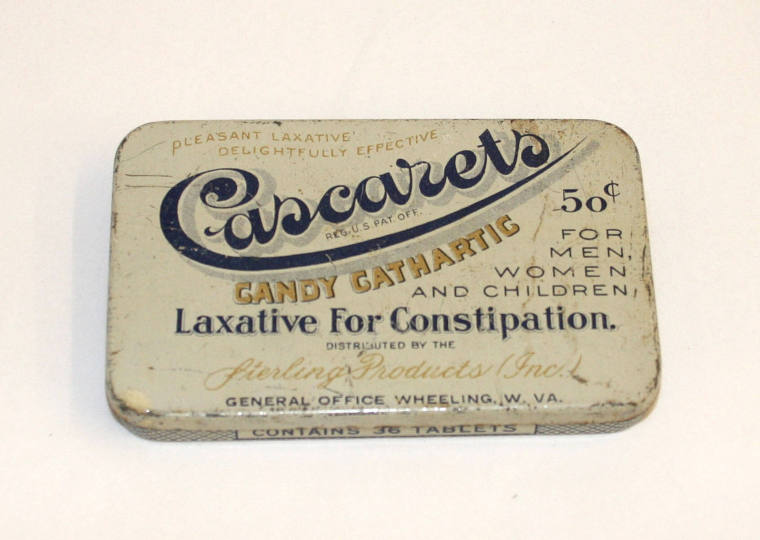 PLEASANT LAXATIVE
DELIGHTFULLY EFFECTIVE
Cascarets
REG. U.S. PAT. OFF.
CANDY CATHARTIC
50¢
FOR
MEN,
WOMEN
AND CHILDREN,
Laxative For Constipation.
DISTRIBUTED BY THE
Sterling Products (Inc.)
GENERAL OFFICE WHEELING, W. VA.
CONTAINS 36 TABLETS